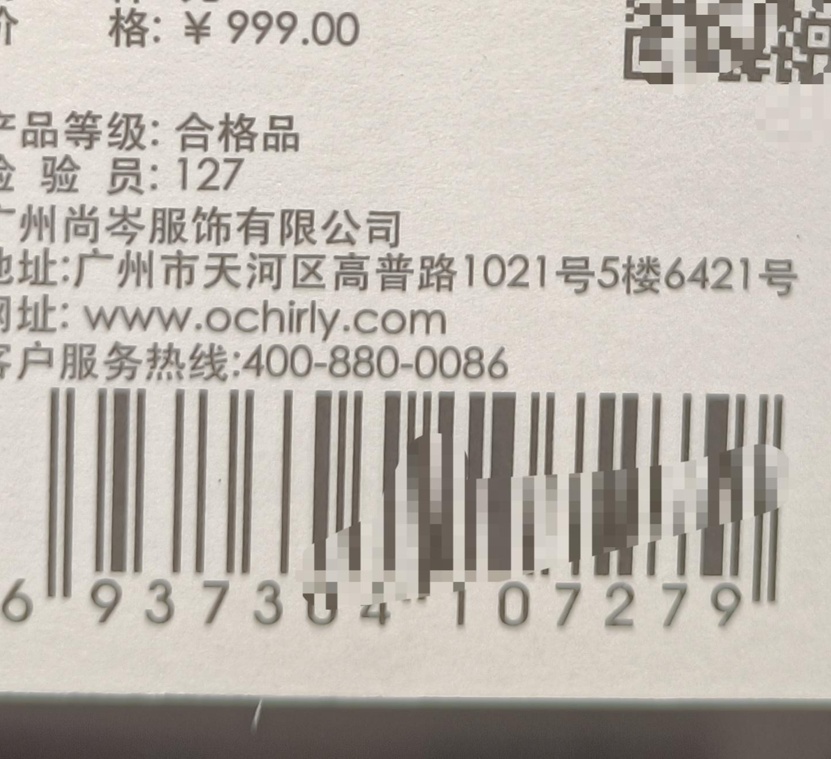 价 格: ¥ 999.00
产品等级: 合格品
检 验 员: 127
广州尚岑服饰有限公司
地址:广州市天河区高普路1021号5楼6421号
网址: www.ochirly.com
客户服务热线:400-880-0086
6 937304 107279